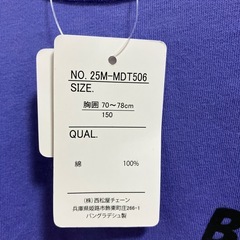 NO. 25M-MDT506
SIZE.
胸囲 70～78cm
150
QUAL.
綿 100%
(株)西松屋チェーン
兵庫県姫路市飾東町庄266-1
バングラデシュ製
B